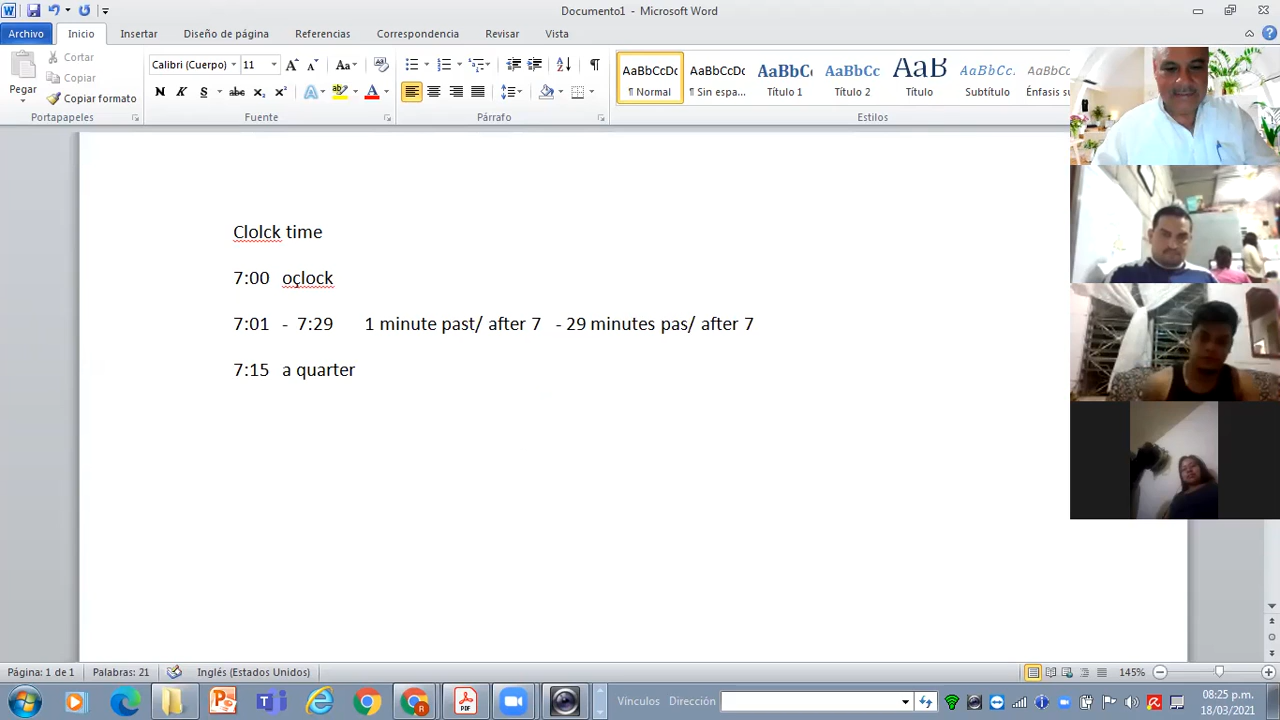 Documento1 - Microsoft Word
Archivo Inicio Insertar Diseño de página Referencias Correspondencia Revisar Vista
Pegar
Cortar
Copiar
Copiar formato
Portapapeles
Calibri (Cuerpo) 11
Fuente
Párrafo
AaBbCcDc
¶ Normal
AaBbCcDc
¶ Sin espa...
AaBbC
Título 1
AaBbCc
Título 2
AaB
Título
AaBbCc.
Subtítulo
AaBbCc
Énfasis s
Estilos
Clolck time
7:00 oclock
7:01 - 7:29 1 minute past/ after 7 - 29 minutes pas/ after 7
7:15 a quarter
Página: 1 de 1 Palabras: 21 Inglés (Estados Unidos) 145%
Vínculos Dirección
08:25 p.m.
18/03/2021